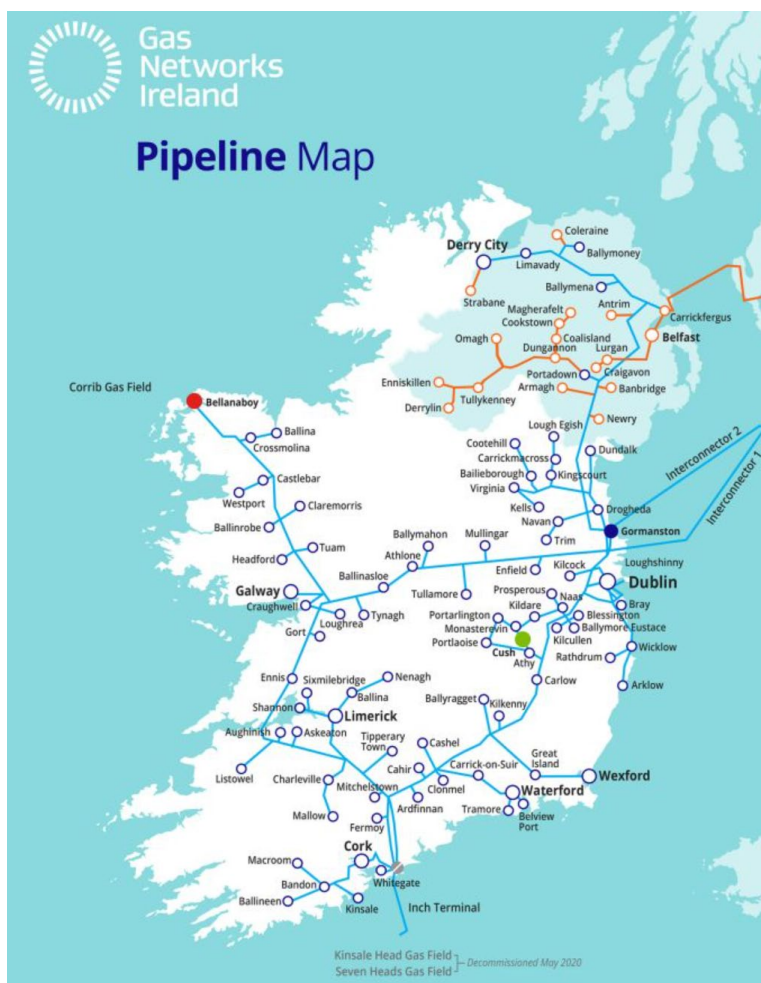 Gas
Networks
Ireland
Pipeline Map
Coleraine
Derry City
Ballymoney
Limavady
Ballymena
Strabane
Magherafelt
Antrim
Carrickfergus
Cookstown
Omagh
Coalisland
Belfast
Dungannon
Lurgan
Craigavon
Portadown
Enniskillen
Armagh
Banbridge
Tullykenney
Derrylin
Newry
Corrib Gas Field
Bellanaboy
Lough Egish
Ballina
Crossmolina
Cootehill
Dundalk
Carrickmacross
Interconnector 2
Bailieborough
Kingscourt
Castlebar
Virginia
Westport
Claremorris
Kells
Drogheda
Interconnector 1
Navan
Ballinrobe
Gormanston
Ballymahon
Mullingar
Trim
Tuam
Headford
Athlone
Loughshinny
Kilcock
Enfield
Ballinasloe
Dublin
Galway
Tullamore
Prosperous
Naas
Craughwell
Kildare
Bray
Loughrea
Tynagh
Portarlington
Blessington
Monasterevin
Ballymore Eustace
Gort
Kilcullen
Portlaoise
Cush
Wicklow
Rathdrum
Athy
Ennis
Sixmilebridge
Nenagh
Carlow
Arklow
Ballina
Ballyragget
Kilkenny
Shannon
Limerick
Aughinish
Askeaton
Tipperary
Town
Cashel
Great
Island
Listowel
Charleville
Cahir
Carrick-on-Suir
Wexford
Mitchelstown
Clonmel
Waterford
Ardfinnan
Tramore
Belview
Port
Mallow
Fermoy
Cork
Macroom
Whitegate
Bandon
Ballineen
Kinsale
Inch Terminal
Kinsale Head Gas Field
Seven Heads Gas Field
Decommissioned May 2020